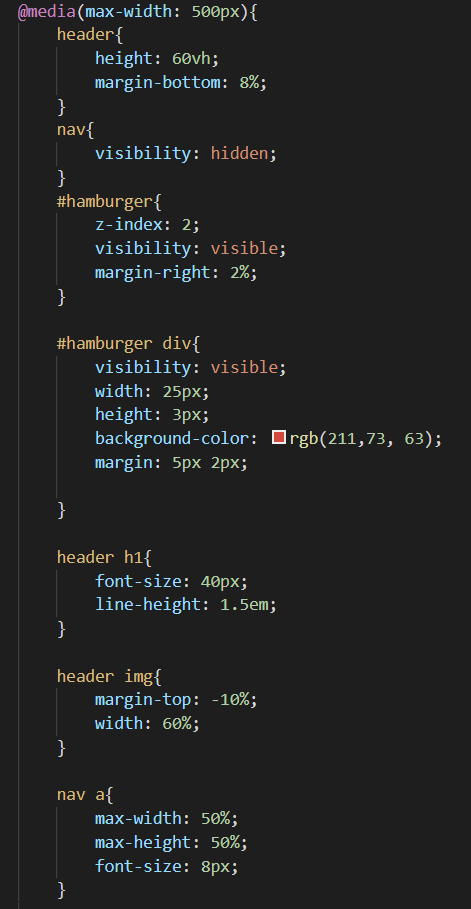 @media(max-width: 500px){
    header{
        height: 60vh;
        margin-bottom: 8%;
    }
    nav{
        visibility: hidden;
    }
    #hamburger{
        z-index: 2;
        visibility: visible;
        margin-right: 2%;
    }

    #hamburger div{
        visibility: visible;
        width: 25px;
        height: 3px;
        background-color: rgb(211,73, 63);
        margin: 5px 2px;

    }

    header h1{
        font-size: 40px;
        line-height: 1.5em;
    }

    header img{
        margin-top: -10%;
        width: 60%;
    }

    nav a{
        max-width: 50%;
        max-height: 50%;
        font-size: 8px;
    }